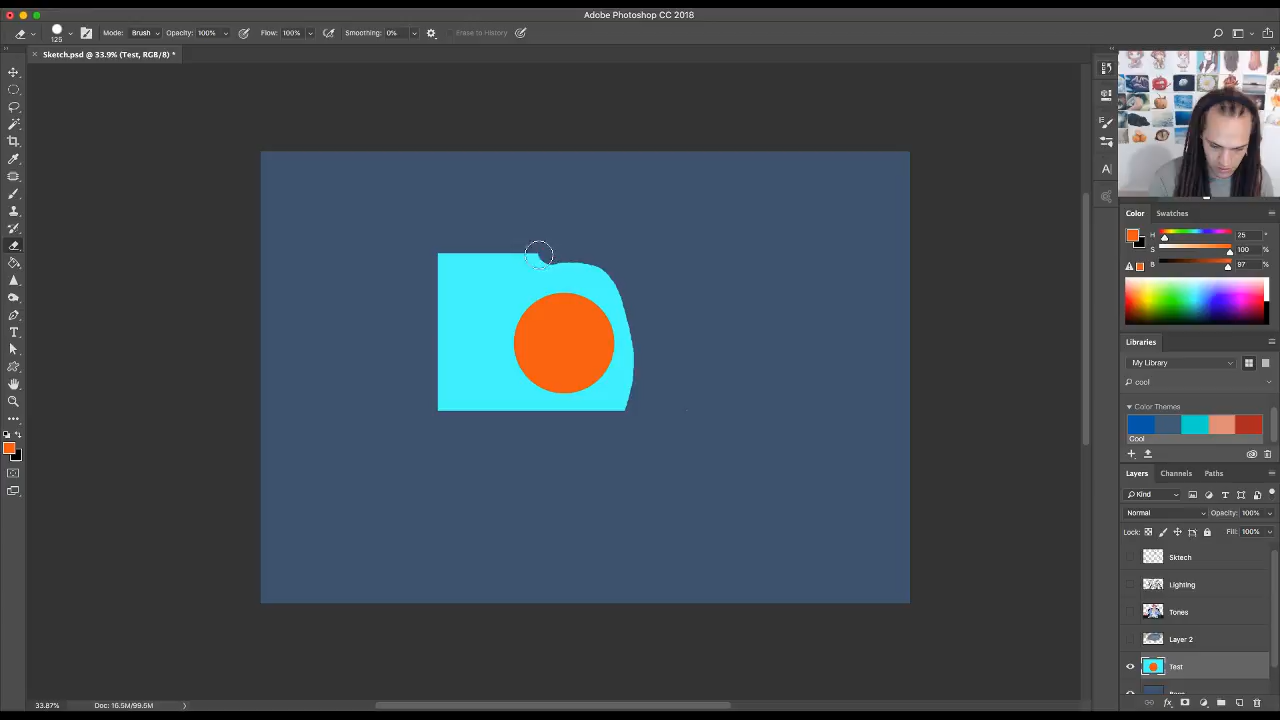 Adobe Photoshop CC 2018
125
Mode: Brush Opacity: 100% Flow: 100% Smoothing: 0% Erase to History
Sketch.psd @ 33.9% (Test, RGB/8) *
Color Swatches
H 25 °
S 100 %
B 97 %
Libraries
My Library
cool
Color Themes
Cool
Layers Channels Paths
Kind
Normal Opacity: 100%
Lock: Fill: 100%
Sktech
Lighting
Tones
Layer 2
Test
33.87% Doc: 16.5M/99.5M